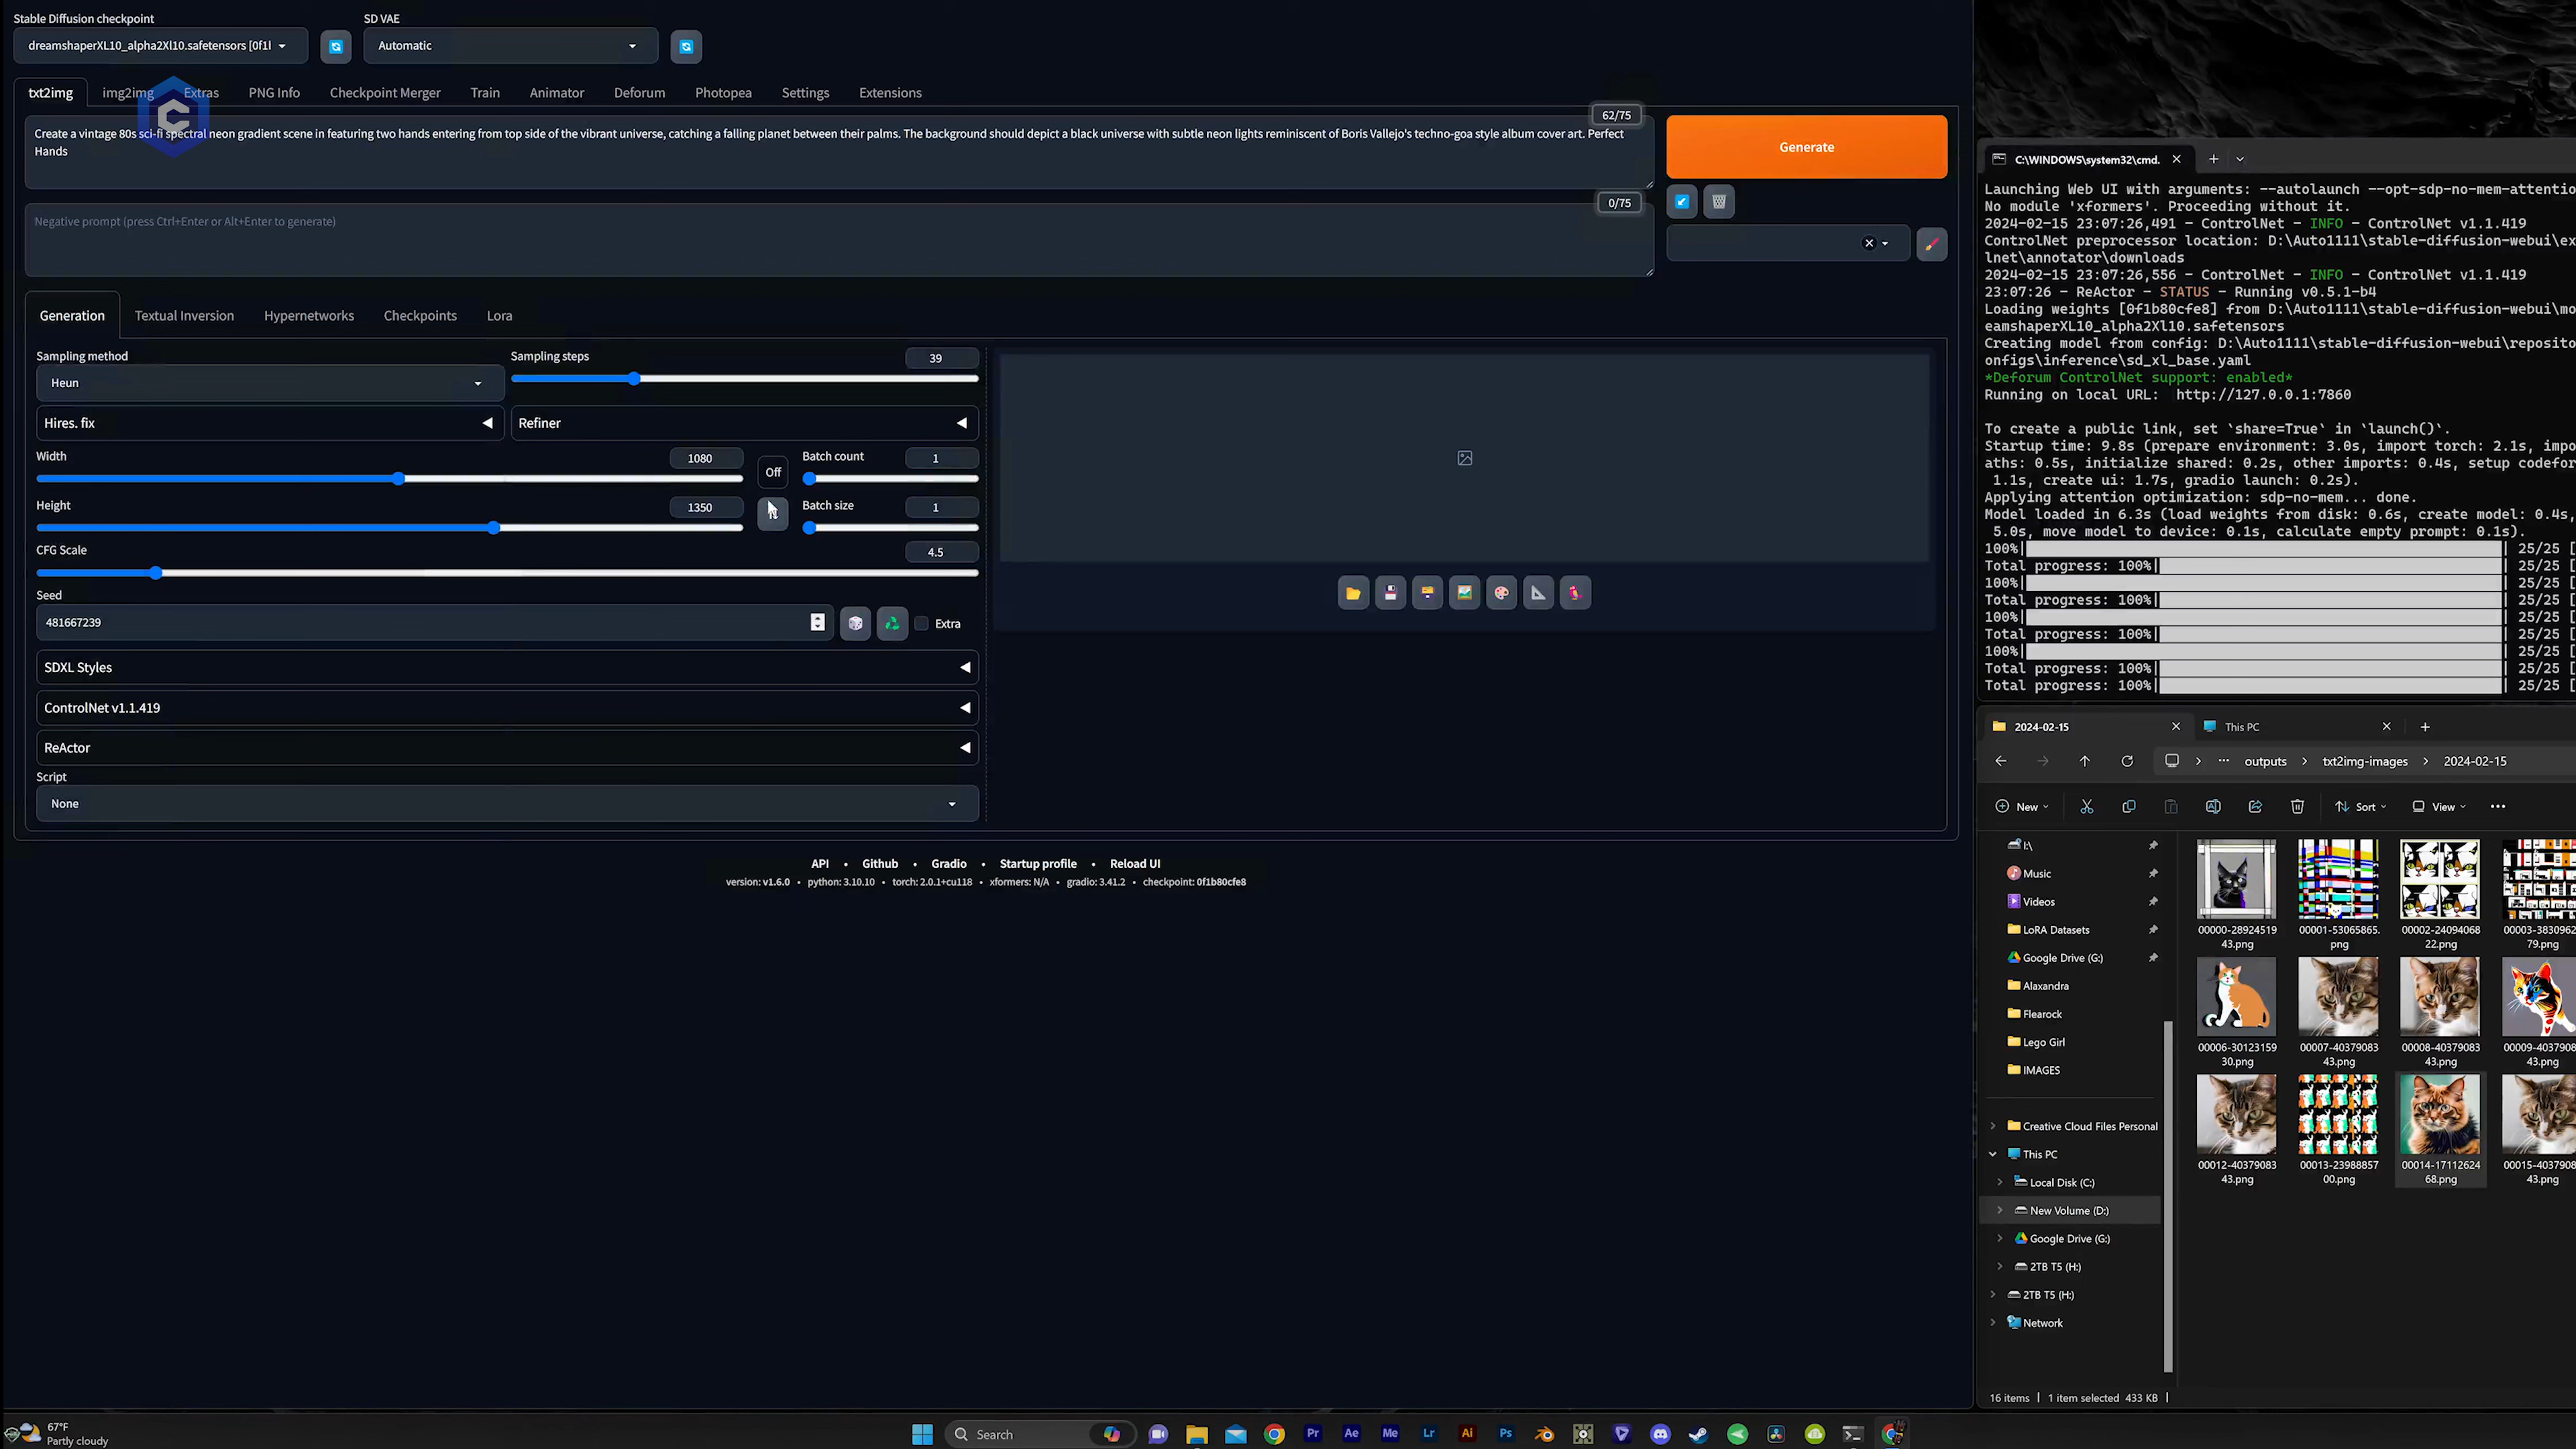 Stable Diffusion checkpoint
SD VAE
dreamshaperXL10_alpha2Xl10.safetensors [0f1l
Automatic
txt2img
img2img
Extras
PNG Info
Checkpoint Merger
Train
Animator
Deforum
Photopea
Settings
Extensions
62/75
Create a vintage 80s sci-fi spectral neon gradient scene in featuring two hands entering from top side of the vibrant universe, catching a falling planet between their palms. The background should depict a black universe with subtle neon lights reminiscent of Boris Vallejo's techno-goa style album cover art. Perfect
Hands
Generate
0/75
Negative prompt (press Ctrl+Enter or Alt+Enter to generate)
Generation
Textual Inversion
Hypernetworks
Checkpoints
Lora
Sampling method
Sampling steps
39
Heun
Hires. fix
Refiner
Width
1080
Off
Batch count
1
Height
1350
Batch size
1
CFG Scale
4.5
Seed
481667239
Extra
SDXL Styles
ControlNet v1.1.419
ReActor
Script
None
API • Github • Gradio • Startup profile • Reload UI
version: v1.6.0 • python: 3.10.10 • torch: 2.0.1+cu118 • xformers: N/A • gradio: 3.41.2 • checkpoint: 0f1b80cfe8
C:\WINDOWS\system32\cmd.
Launching Web UI with arguments: --autolaunch --opt-sdp-no-mem-attentio
No module 'xformers'. Proceeding without it.
2024-02-15 23:07:26,491 - ControlNet - INFO - ControlNet v1.1.419
ControlNet preprocessor location: D:\Auto1111\stable-diffusion-webui\ex
lnet\annotator\downloads
2024-02-15 23:07:26,556 - ControlNet - INFO - ControlNet v1.1.419
23:07:26 - ReActor - STATUS - Running v0.5.1-b4
Loading weights [0f1b80cfe8] from D:\Auto1111\stable-diffusion-webui\mo
eamshaperXL10_alpha2Xl10.safetensors
Creating model from config: D:\Auto1111\stable-diffusion-webui\reposito
onfigs\inference\sd_xl_base.yaml
*Deforum ControlNet support: enabled*
Running on local URL:  http://127.0.0.1:7860
To create a public link, set `share=True` in `launch()`.
Startup time: 9.8s (prepare environment: 3.0s, import torch: 2.1s, impo
aths: 0.5s, initialize shared: 0.2s, other imports: 0.4s, setup codefor
1.1s, create ui: 1.7s, gradio launch: 0.2s).
Applying attention optimization: sdp-no-mem... done.
Model loaded in 6.3s (load weights from disk: 0.6s, create model: 0.4s,
5.0s, move model to device: 0.1s, calculate empty prompt: 0.1s).
100%| | 25/25 [
Total progress: 100%| | 25/25 [
100%| | 25/25 [
Total progress: 100%| | 25/25 [
100%| | 25/25 [
Total progress: 100%| | 25/25 [
100%| | 25/25 [
Total progress: 100%| | 25/25 [
Total progress: 100%| | 25/25 [
2024-02-15
This PC
outputs > txt2img-images > 2024-02-15
New
Sort
View
I:\
Music
Videos
LoRA Datasets
Google Drive (G:)
Alaxandra
Flearock
Lego Girl
IMAGES
Creative Cloud Files Personal
This PC
Local Disk (C:)
New Volume (D:)
Google Drive (G:)
2TB T5 (H:)
2TB T5 (H:)
Network
00000-28924519
43.png
00001-53065865.
png
00002-24094068
22.png
00003-3830962
79.png
00006-30123159
30.png
00007-40379083
43.png
00008-40379083
43.png
00009-4037908
43.png
00012-40379083
43.png
00013-23988857
00.png
00014-17112624
68.png
00015-4037908
43.png
16 items
1 item selected 433 KB
67°F
Partly cloudy
Search
Pr
Ae
Me
Lr
Ai
Ps